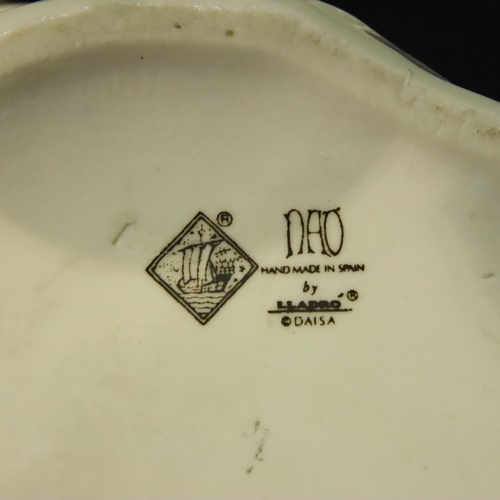 ®
NAO
HAND MADE IN SPAIN
by
LLADRÓ ®
© DAISA